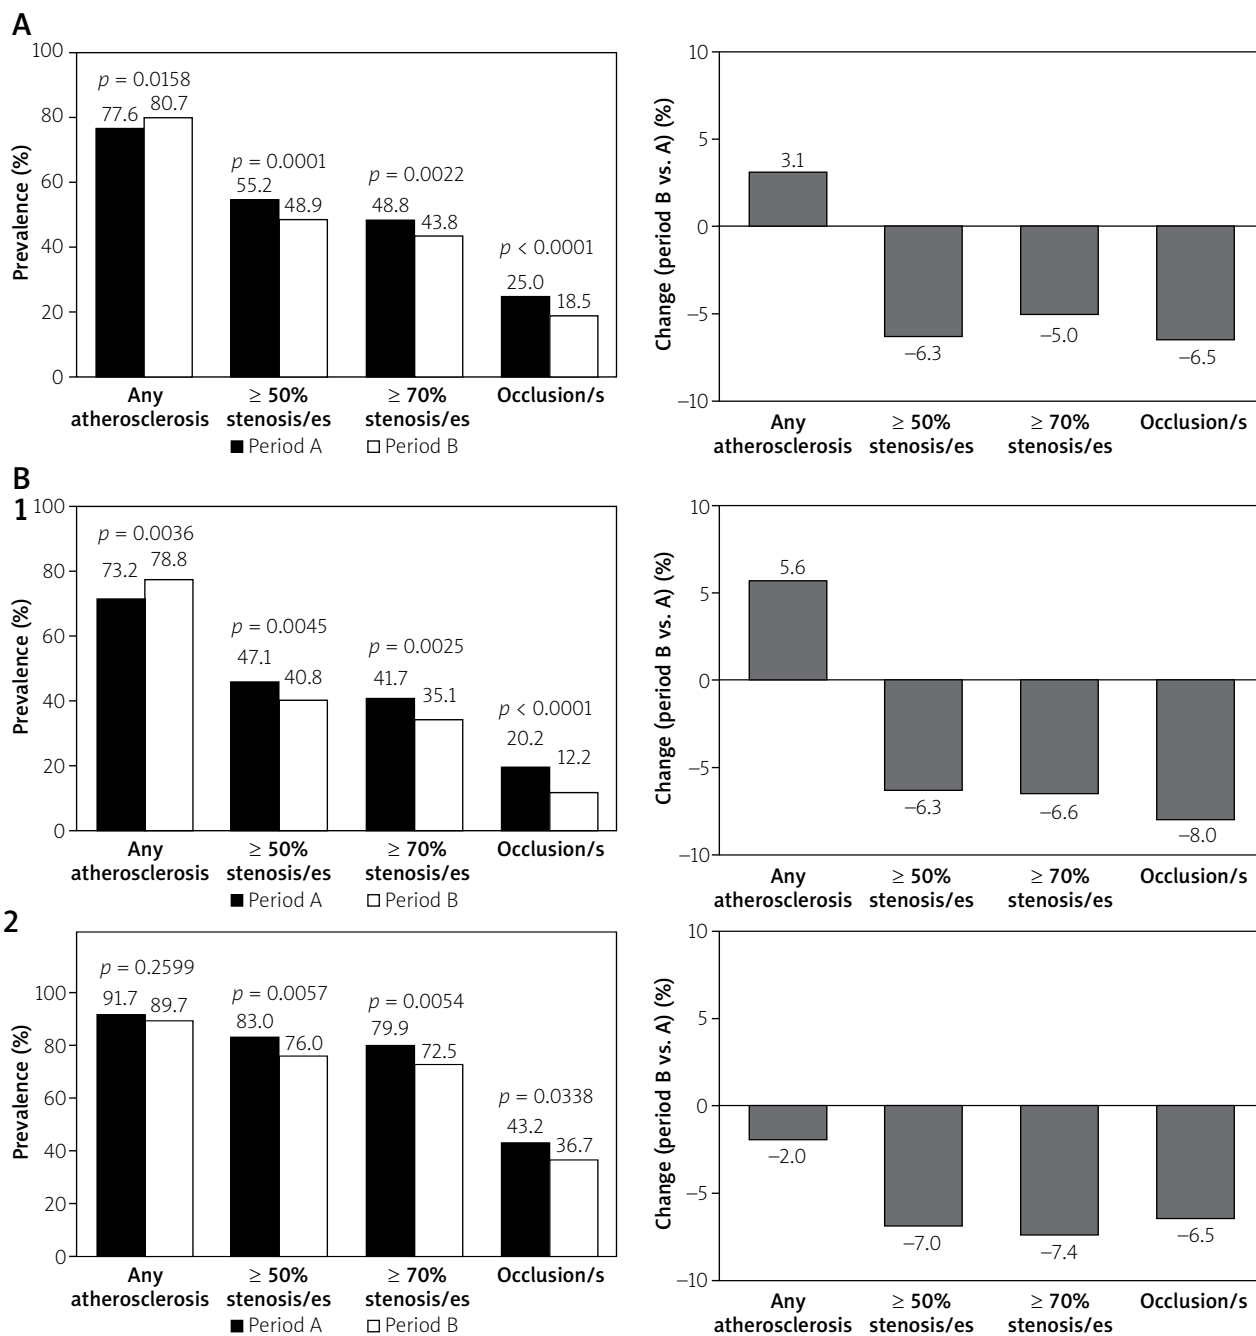 A
100
80
60
40
20
0
Prevalence (%)
p = 0.0158
77.6 80.7
p = 0.0001
55.2 48.9
p = 0.0022
48.8 43.8
p < 0.0001
25.0 18.5
Any atherosclerosis
≥ 50% stenosis/es
≥ 70% stenosis/es
Occlusion/s
Period A Period B
10
5
0
–5
–10
Change (period B vs. A) (%)
3.1
–6.3
–5.0
–6.5
Any atherosclerosis
≥ 50% stenosis/es
≥ 70% stenosis/es
Occlusion/s
B
1
100
80
60
40
20
0
Prevalence (%)
p = 0.0036
73.2 78.8
p = 0.0045
47.1 40.8
p = 0.0025
41.7 35.1
p < 0.0001
20.2 12.2
Any atherosclerosis
≥ 50% stenosis/es
≥ 70% stenosis/es
Occlusion/s
Period A Period B
10
5
0
–5
–10
Change (period B vs. A) (%)
5.6
–6.3
–6.6
–8.0
Any atherosclerosis
≥ 50% stenosis/es
≥ 70% stenosis/es
Occlusion/s
2
100
80
60
40
20
0
Prevalence (%)
p = 0.2599
91.7 89.7
p = 0.0057
83.0 76.0
p = 0.0054
79.9 72.5
p = 0.0338
43.2 36.7
Any atherosclerosis
≥ 50% stenosis/es
≥ 70% stenosis/es
Occlusion/s
Period A Period B
10
5
0
–5
–10
Change (period B vs. A) (%)
–2.0
–7.0
–7.4
–6.5
Any atherosclerosis
≥ 50% stenosis/es
≥ 70% stenosis/es
Occlusion/s